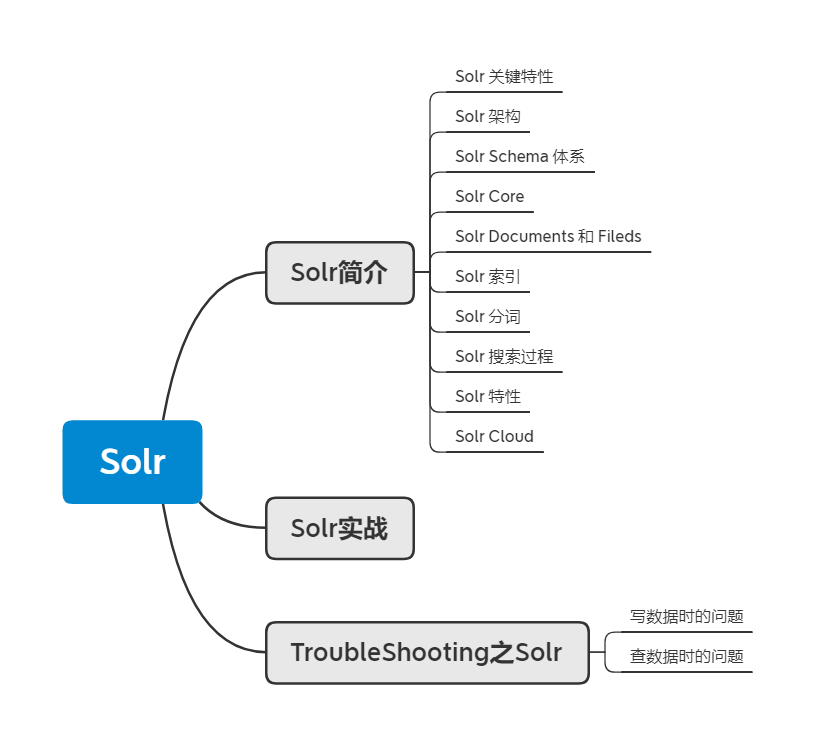 Solr
Solr简介
Solr 关键特性
Solr 架构
Solr Schema 体系
Solr Core
Solr Documents 和 Fileds
Solr 索引
Solr 分词
Solr 搜索过程
Solr 特性
Solr Cloud
Solr实战
TroubleShooting之Solr
写数据时的问题
查数据时的问题